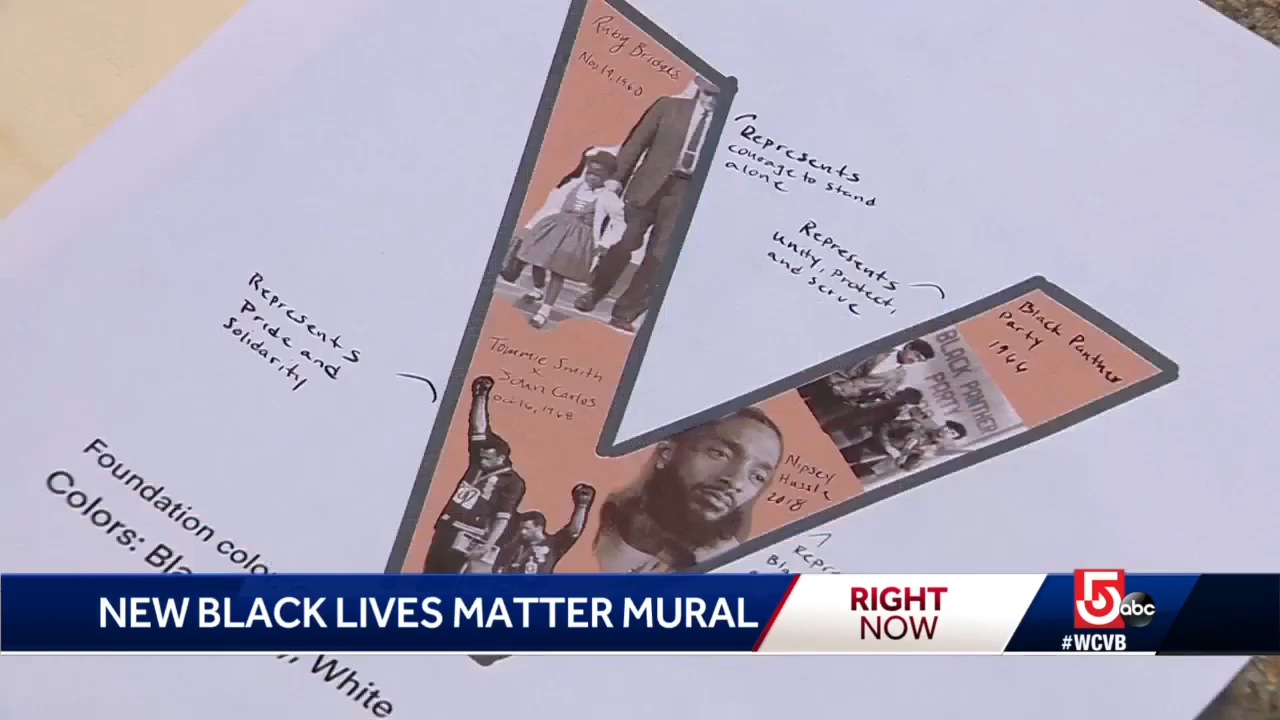 Ruby Bridges
Nov 14, 1960
Represents
courage to stand
alone
Represents
unity, protect,
and serve
Black Panther
Party
1966
BLACK PANTHER
PARTY
Represents
Pride and
Solidarity
Tommie Smith
x
John Carlos
Oct 16, 1968
Nipsey
Hussle
2018
Foundation
Colors:
White
NEW BLACK LIVES MATTER MURAL
RIGHT
NOW
5
abc
#WCVB